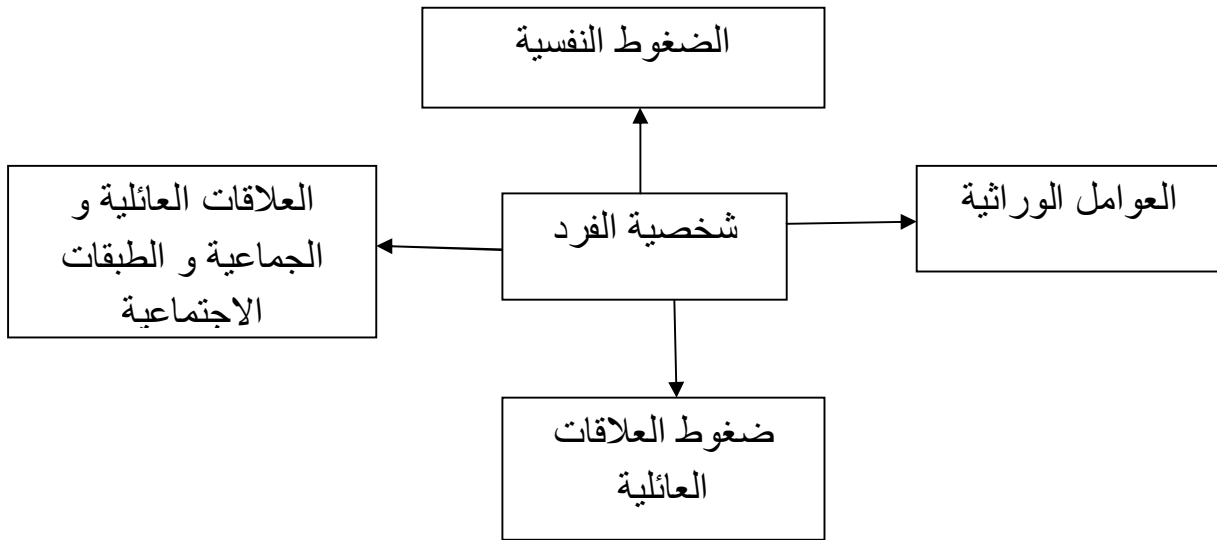 الضغوط النفسية
العوامل الوراثية
شخصية الفرد
العلاقات العائلية و
الجماعية و الطبقات
الاجتماعية
ضغوط العلاقات
العائلية